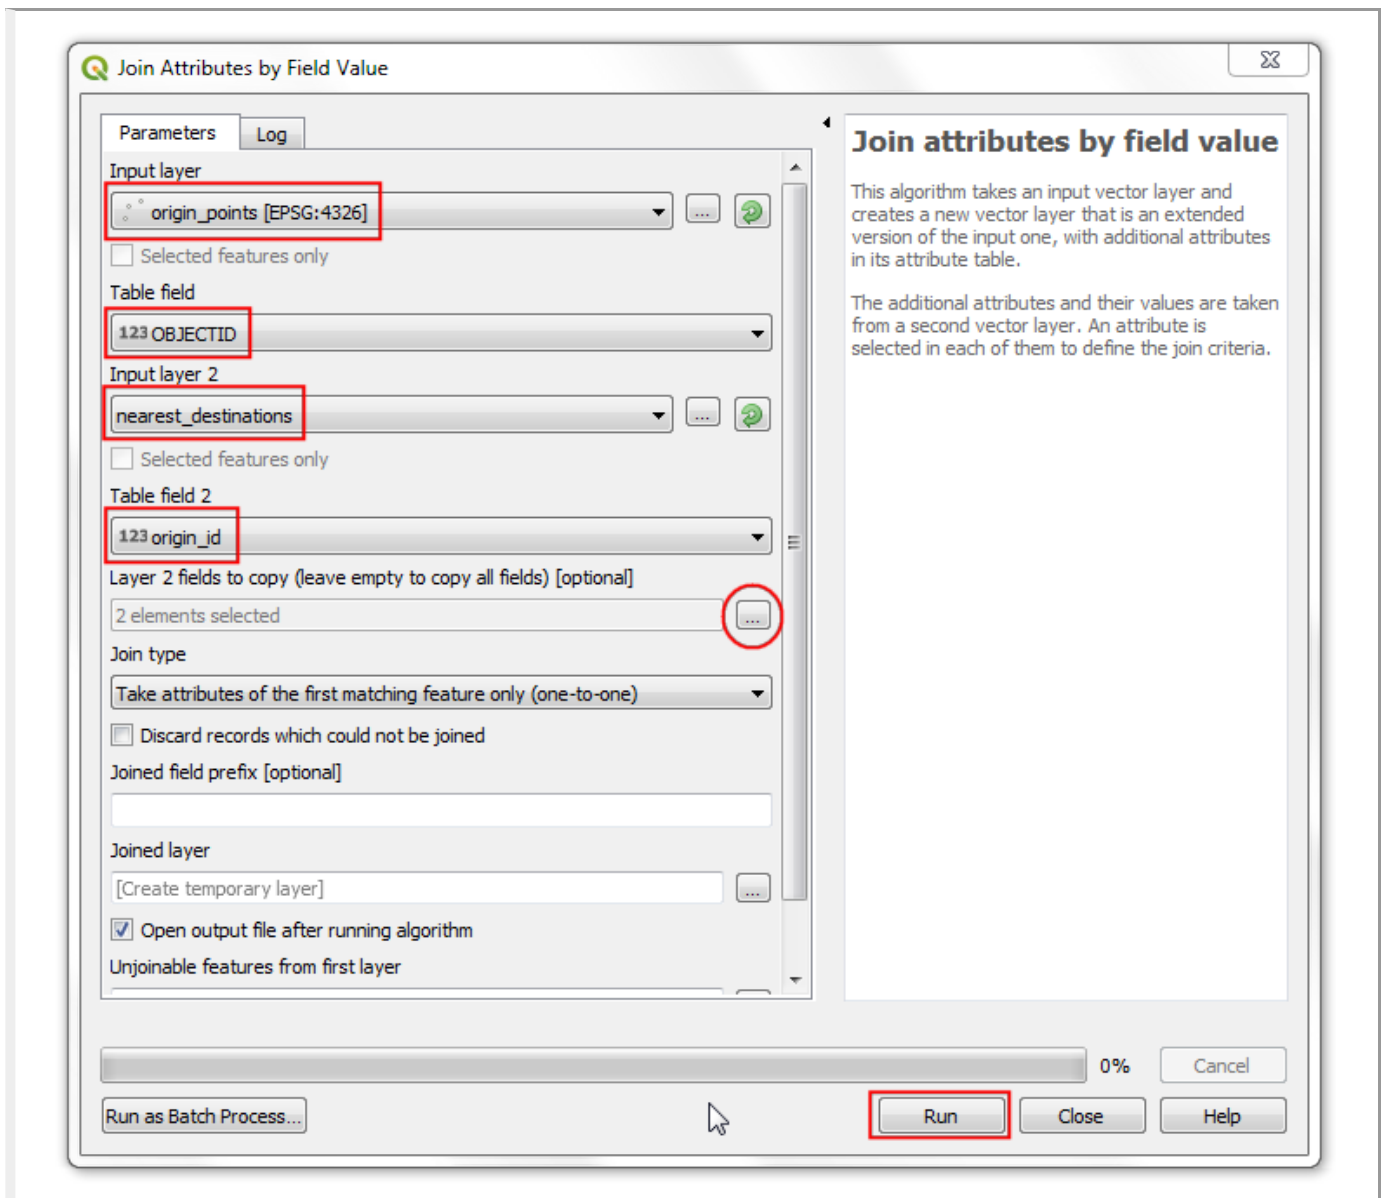 Join Attributes by Field Value
Parameters
Log
Input layer
origin_points [EPSG:4326]
...
Selected features only
Table field
123 OBJECTID
Input layer 2
nearest_destinations
...
Selected features only
Table field 2
123 origin_id
Layer 2 fields to copy (leave empty to copy all fields) [optional]
2 elements selected
...
Join type
Take attributes of the first matching feature only (one-to-one)
Discard records which could not be joined
Joined field prefix [optional]
Joined layer
[Create temporary layer]
...
Open output file after running algorithm
Unjoinable features from first layer
Join attributes by field value
This algorithm takes an input vector layer and
creates a new vector layer that is an extended
version of the input one, with additional attributes
in its attribute table.
The additional attributes and their values are taken
from a second vector layer. An attribute is
selected in each of them to define the join criteria.
0%
Cancel
Run as Batch Process...
Run
Close
Help